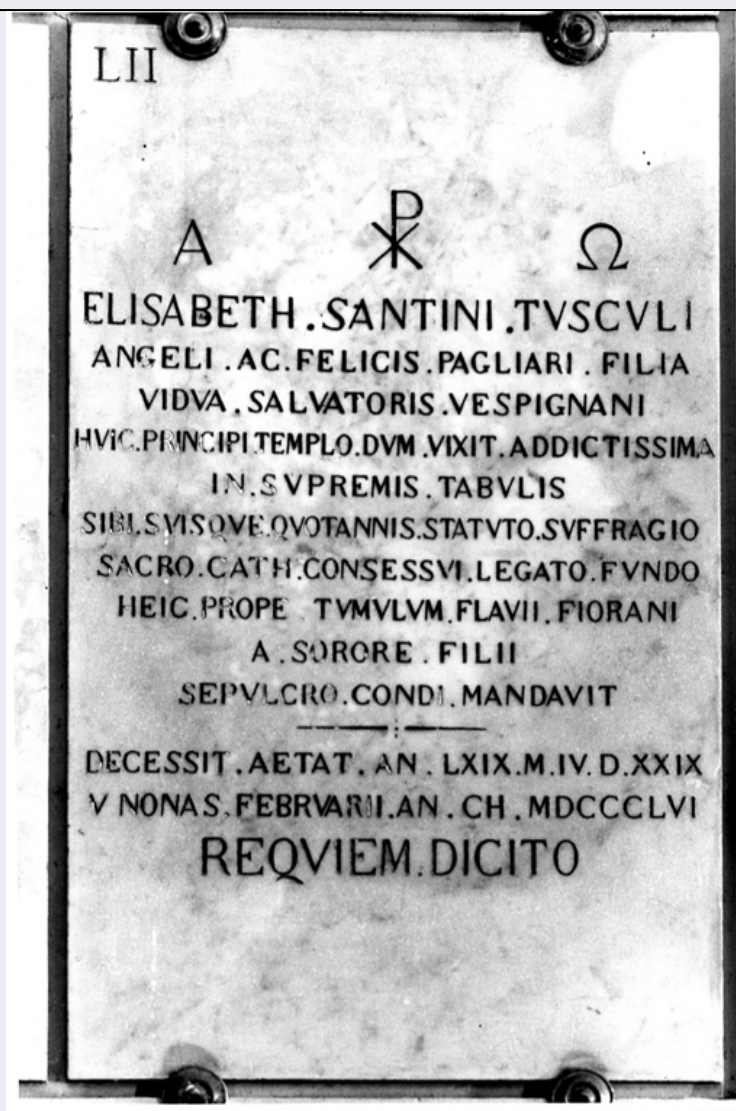 LII
Α ☧ Ω
ELISABETH . SANTINI . TVSCVLI
ANGELI . AC . FELICIS . PAGLIARI . FILIA
VIDVA . SALVATORIS . VESPIGNANI
HViC . PRINCIPI . TEMPLO . DVM . VIXIT . ADDICTISSIMA
IN . SVPREMIS . TABVLIS
SIBI . SVISQVE . QVOTANNIS . STATVTO . SVFFRAGIO
SACRO . CATH . CONSESSVI . LEGATO . FVNDO
HEIC . PROPE TVMVLVM . FLAVII . FIORANI
A . SORORE . FILII
SEPVLCRO . CONDI . MANDAVIT
DECESSIT . AETAT . AN . LXIX . M . IV . D . XXIX
V NONAS . FEBRVARII . AN . CH . MDCCCLVI
REQVIEM . DICITO